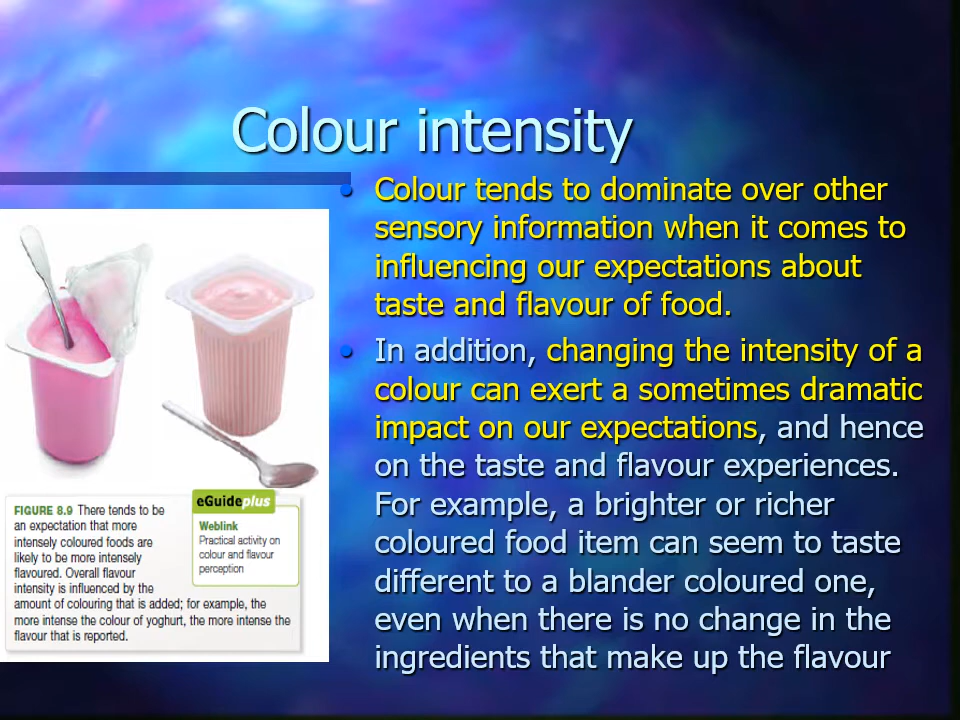 Colour intensity
• Colour tends to dominate over other
sensory information when it comes to
influencing our expectations about
taste and flavour of food.
• In addition, changing the intensity of a
colour can exert a sometimes dramatic
impact on our expectations, and hence
on the taste and flavour experiences.
For example, a brighter or richer
coloured food item can seem to taste
different to a blander coloured one,
even when there is no change in the
ingredients that make up the flavour
FIGURE 8.9 There tends to be
an expectation that more
intensely coloured foods are
likely to be more intensely
flavoured. Overall flavour
intensity is influenced by the
amount of colouring that is added; for example, the
more intense the colour of yoghurt, the more intense the
flavour that is reported.
eGuideplus
Weblink
Practical activity on
colour and flavour
perception